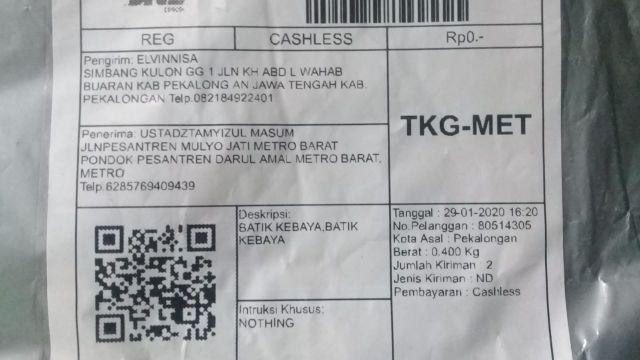 REG
CASHLESS
Rp0.-
Pengirim: ELVINNISA
SIMBANG KULON GG 1 JLN KH ABD L WAHAB
BUARAN KAB PEKALONG AN JAWA TENGAH KAB.
PEKALONGAN Telp.082184922401
TKG-MET
Penerima: USTADZTAMYIZUL MASUM
JLNPESANTREN MULYO JATI METRO BARAT
PONDOK PESANTREN DARUL AMAL METRO BARAT,
METRO
Telp.6285769409439
Deskripsi:
BATIK KEBAYA,BATIK
KEBAYA
Intruksi Khusus:
NOTHING
Tanggal : 29-01-2020 16:20
No.Pelanggan : 80514305
Kota Asal : Pekalongan
Berat : 0.400 Kg
Jumlah Kiriman : 2
Jenis Kiriman : ND
Pembayaran : Cashless